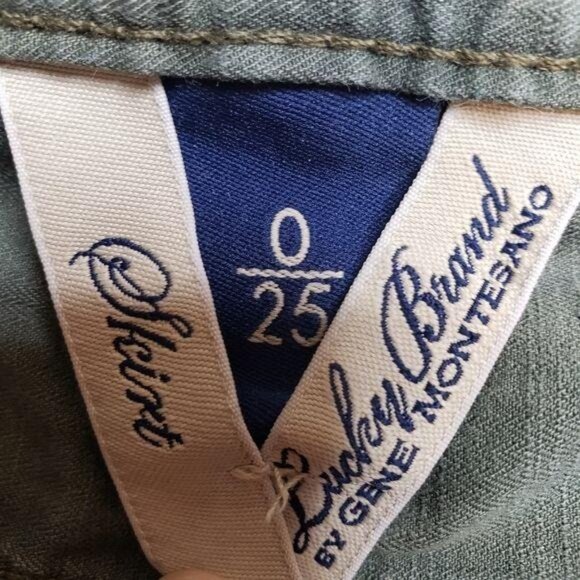 Skirt
0
25
Lucky Brand
BY GENE MONTESANO